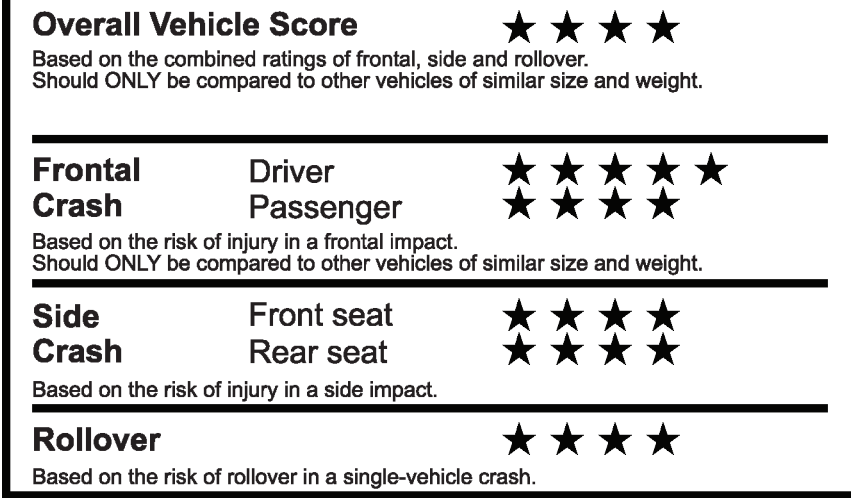 Overall Vehicle Score ★ ★ ★ ★
Based on the combined ratings of frontal, side and rollover.
Should ONLY be compared to other vehicles of similar size and weight.
Frontal Driver ★ ★ ★ ★ ★
Crash Passenger ★ ★ ★ ★
Based on the risk of injury in a frontal impact.
Should ONLY be compared to other vehicles of similar size and weight.
Side Front seat ★ ★ ★ ★
Crash Rear seat ★ ★ ★ ★
Based on the risk of injury in a side impact.
Rollover ★ ★ ★ ★
Based on the risk of rollover in a single-vehicle crash.